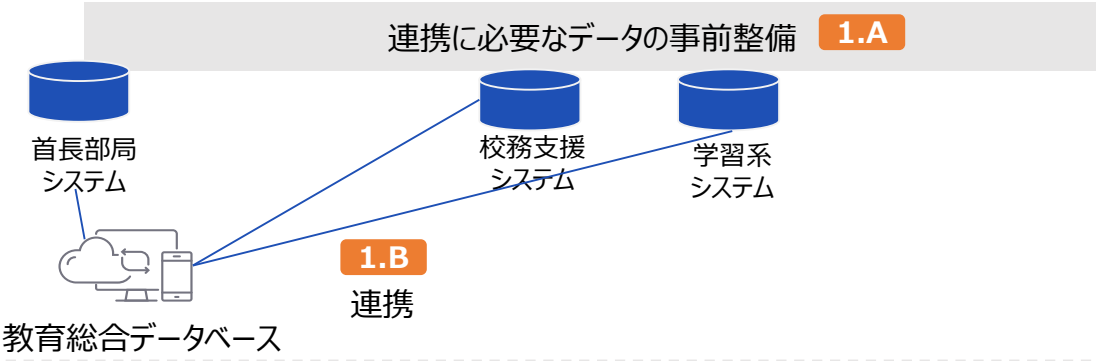 連携に必要なデータの事前整備 1.A
首長部局
システム
校務支援
システム
学習系
システム
1.B
連携
教育総合データベース